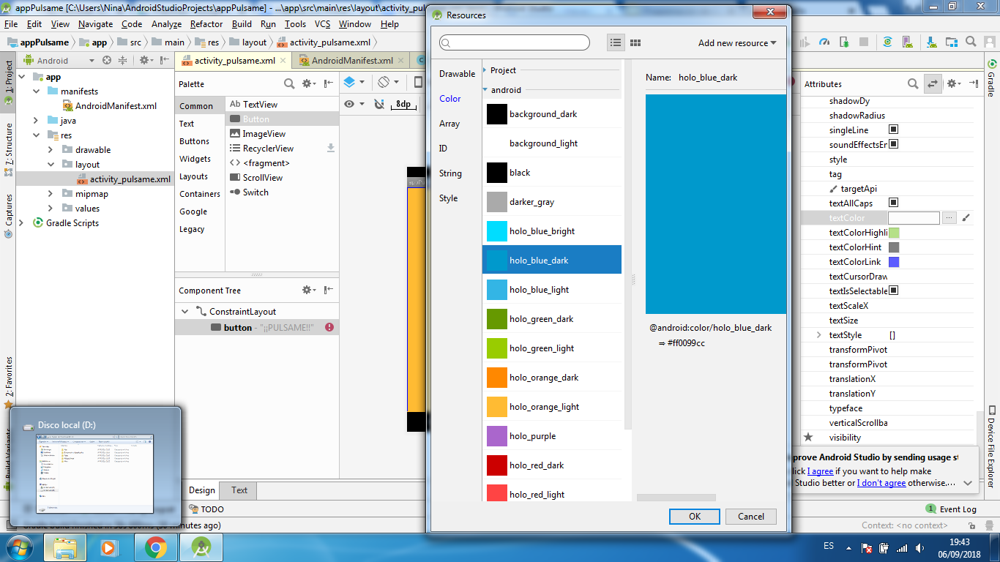 appPulsame [C:\Users\Nina\AndroidStudioProjects\appPulsame] - ...\app\src\main\res\layout\activity_pul
Resources
File Edit View Navigate Code Analyze Refactor Build Run Tools VCS Window Help
appPulsame app src main res layout activity_pulsame.xml
Add new resource
Android
activity_pulsame.xml
AndroidManifest.xml
1: Project
7: Structure
Captures
2: Favorites
app
manifests
AndroidManifest.xml
java
res
drawable
layout
activity_pulsame.xml
mipmap
values
Gradle Scripts
Palette
Common
Text
Buttons
Widgets
Layouts
Containers
Google
Legacy
Ab TextView
Button
ImageView
RecyclerView
<fragment>
ScrollView
Switch
8dp
Component Tree
ConstraintLayout
button - "¡¡PULSAME!!"
Design Text
TODO
Disco local (D:)
Drawable
Color
Array
ID
String
Style
Project
android
background_dark
background_light
black
darker_gray
holo_blue_bright
holo_blue_dark
holo_blue_light
holo_green_dark
holo_green_light
holo_orange_dark
holo_orange_light
holo_purple
holo_red_dark
holo_red_light
Name: holo_blue_dark
@android:color/holo_blue_dark
⇒ #ff0099cc
OK Cancel
Attributes
shadowDy
shadowRadius
singleLine
soundEffectsEn
style
tag
targetApi
textAllCaps
textColor ...
textColorHighli
textColorHint
textColorLink
textCursorDraw
textIsSelectable
textScaleX
textSize
textStyle []
transformPivot
transformPivot
translationX
translationY
typeface
verticalScrollba
visibility
prove Android Studio by sending usage st
lick I agree if you want to help make
Studio better or I don't agree otherwise....
Gradle
Device File Explorer
1 Event Log
Context: <no context>
ES
19:43
06/09/2018